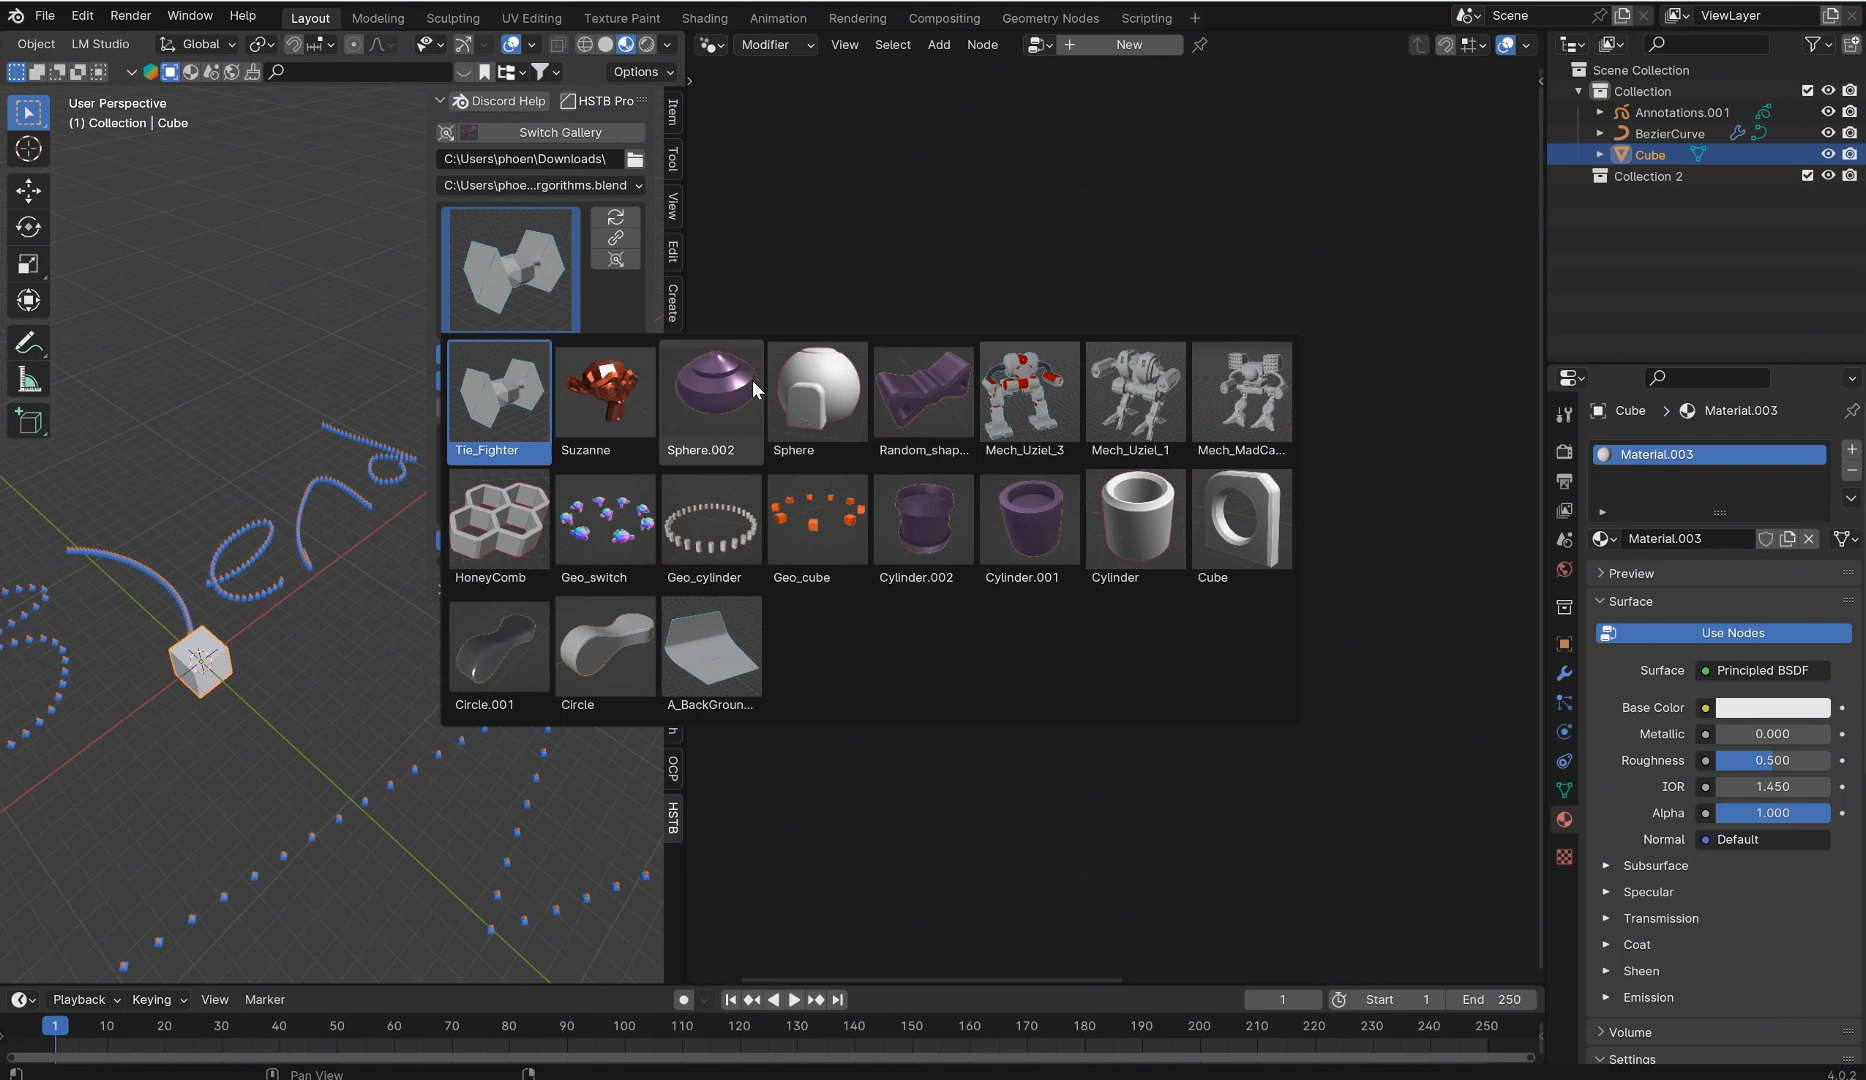 File Edit Render Window Help Layout Modeling Sculpting UV Editing Texture Paint Shading Animation Rendering Compositing Geometry Nodes Scripting + Scene ViewLayer
Object LM Studio Global Modifier View Select Add Node + New
Options
User Perspective
(1) Collection | Cube
Discord Help HSTB Pro
Switch Gallery
C:\Users\phoen\Downloads\
C:\Users\phoe...rgorithms.blend
Item
Tool
View
Edit
Create
Tie_Fighter Suzanne Sphere.002 Sphere Random_shap... Mech_Uziel_3 Mech_Uziel_1 Mech_MadCa...
HoneyComb Geo_switch Geo_cylinder Geo_cube Cylinder.002 Cylinder.001 Cylinder Cube
Circle.001 Circle A_BackGroun...
OCP
HSTB
Scene Collection
Collection
Annotations.001
BezierCurve
Cube
Collection 2
Cube > Material.003
Material.003
Material.003
Preview
Surface
Use Nodes
Surface Principled BSDF
Base Color
Metallic 0.000
Roughness 0.500
IOR 1.450
Alpha 1.000
Normal Default
Subsurface
Specular
Transmission
Coat
Sheen
Emission
Volume
Settings
Playback Keying View Marker 1 Start 1 End 250
1 10 20 30 40 50 60 70 80 90 100 110 120 130 140 150 160 170 180 190 200 210 220 230 240 250
Pan View
4.0.2